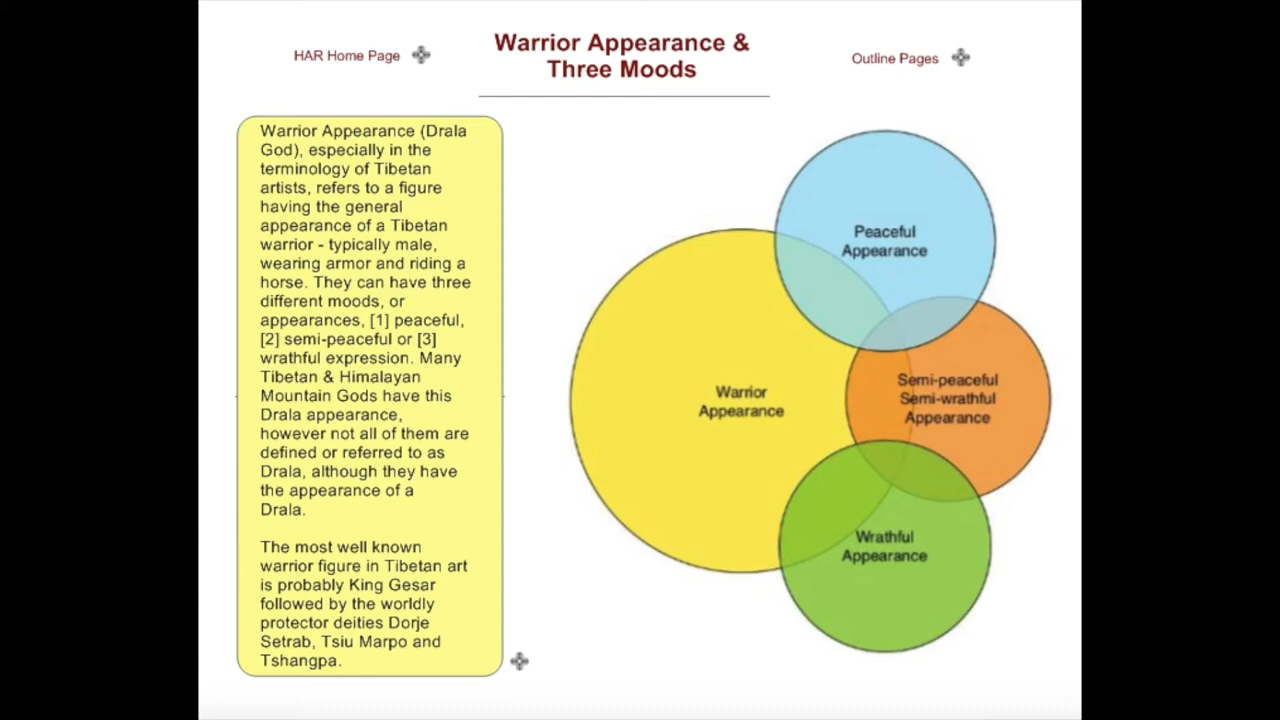 HAR Home Page
Warrior Appearance &
Three Moods
Outline Pages
Warrior Appearance (Drala
God), especially in the
terminology of Tibetan
artists, refers to a figure
having the general
appearance of a Tibetan
warrior - typically male,
wearing armor and riding a
horse. They can have three
different moods, or
appearances, [1] peaceful,
[2] semi-peaceful or [3]
wrathful expression. Many
Tibetan & Himalayan
Mountain Gods have this
Drala appearance,
however not all of them are
defined or referred to as
Drala, although they have
the appearance of a
Drala.
The most well known
warrior figure in Tibetan art
is probably King Gesar
followed by the worldly
protector deities Dorje
Setrab, Tsiu Marpo and
Tshangpa.
Peaceful
Appearance
Warrior
Appearance
Semi-peaceful
Semi-wrathful
Appearance
Wrathful
Appearance